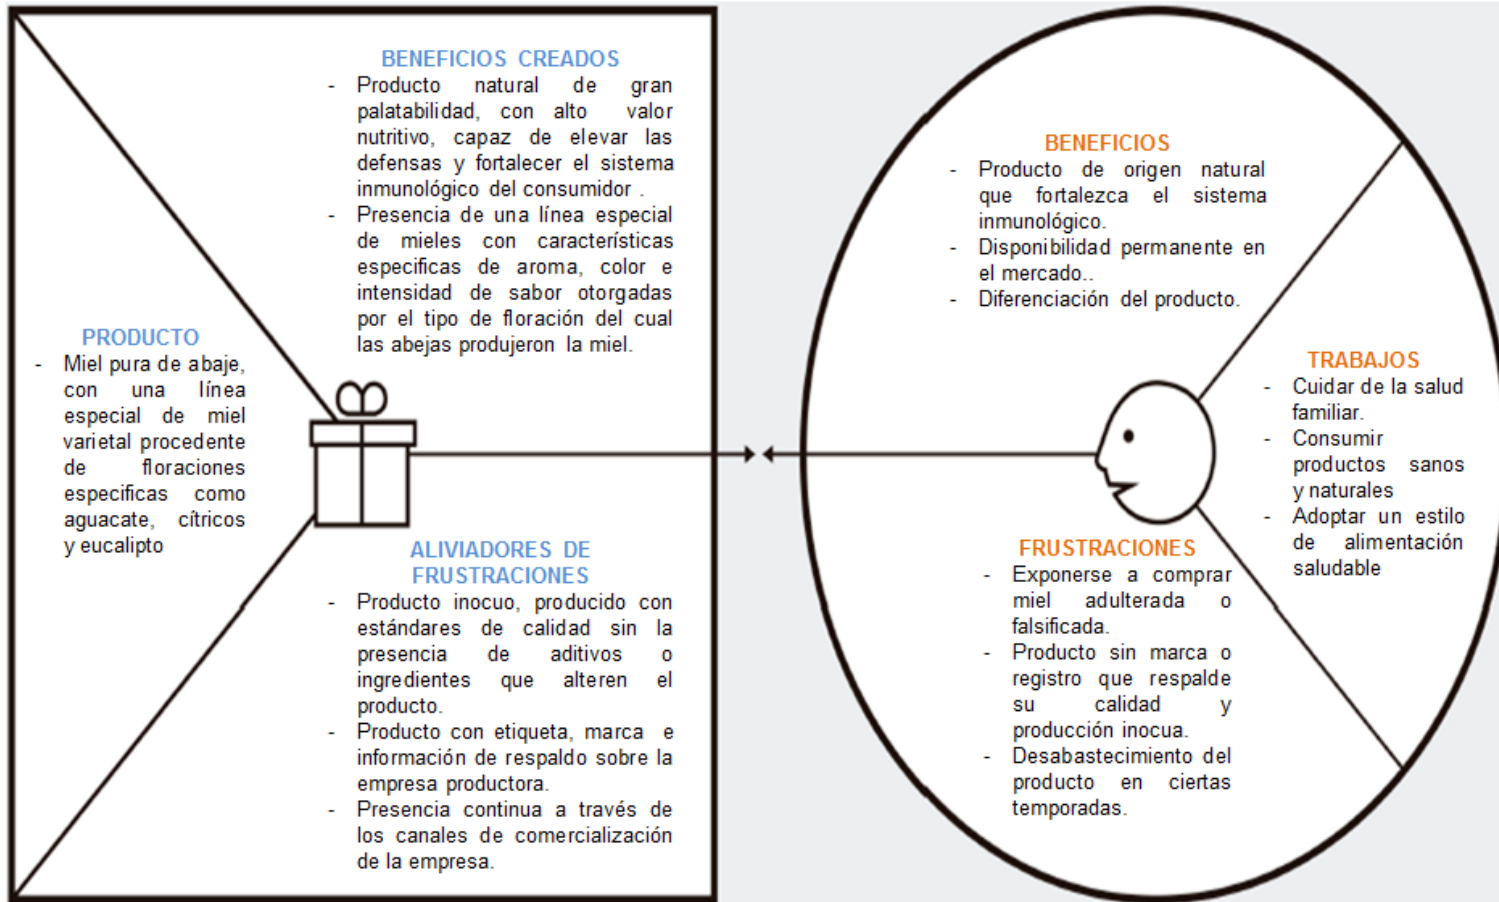 BENEFICIOS CREADOS
- Producto natural de gran
palatabilidad, con alto valor
nutritivo, capaz de elevar las
defensas y fortalecer el sistema
inmunológico del consumidor .
- Presencia de una línea especial
de mieles con características
especificas de aroma, color e
intensidad de sabor otorgadas
por el tipo de floración del cual
las abejas produjeron la miel.
PRODUCTO
- Miel pura de abaje,
con una línea
especial de miel
varietal procedente
de floraciones
especificas como
aguacate, cítricos
y eucalipto
ALIVIADORES DE
FRUSTRACIONES
- Producto inocuo, producido con
estándares de calidad sin la
presencia de aditivos o
ingredientes que alteren el
producto.
- Producto con etiqueta, marca e
información de respaldo sobre la
empresa productora.
- Presencia continua a través de
los canales de comercialización
de la empresa.
BENEFICIOS
- Producto de origen natural
que fortalezca el sistema
inmunológico.
- Disponibilidad permanente en
el mercado..
- Diferenciación del producto.
TRABAJOS
- Cuidar de la salud
familiar.
- Consumir
productos sanos
y naturales
- Adoptar un estilo
de alimentación
saludable
FRUSTRACIONES
- Exponerse a comprar
miel adulterada o
falsificada.
- Producto sin marca o
registro que respalde
su calidad y
producción inocua.
- Desabastecimiento del
producto en ciertas
temporadas.